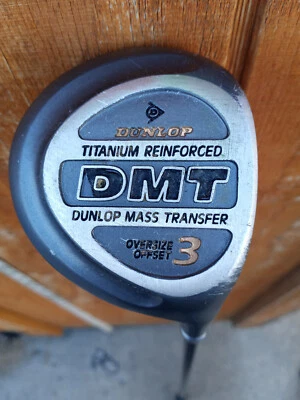 DUNLOP
TITANIUM REINFORCED
DMT
DUNLOP MASS TRANSFER
OVERSIZE
OFFSET 3